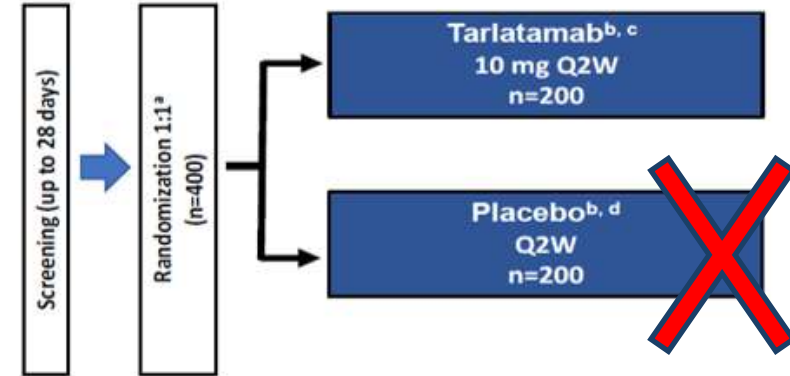 Screening (up to 28 days)
Randomization 1:1ª
(n=400)
Tarlatamabᵇ, ᶜ
10 mg Q2W
n=200
Placeboᵇ, ᵈ
Q2W
n=200